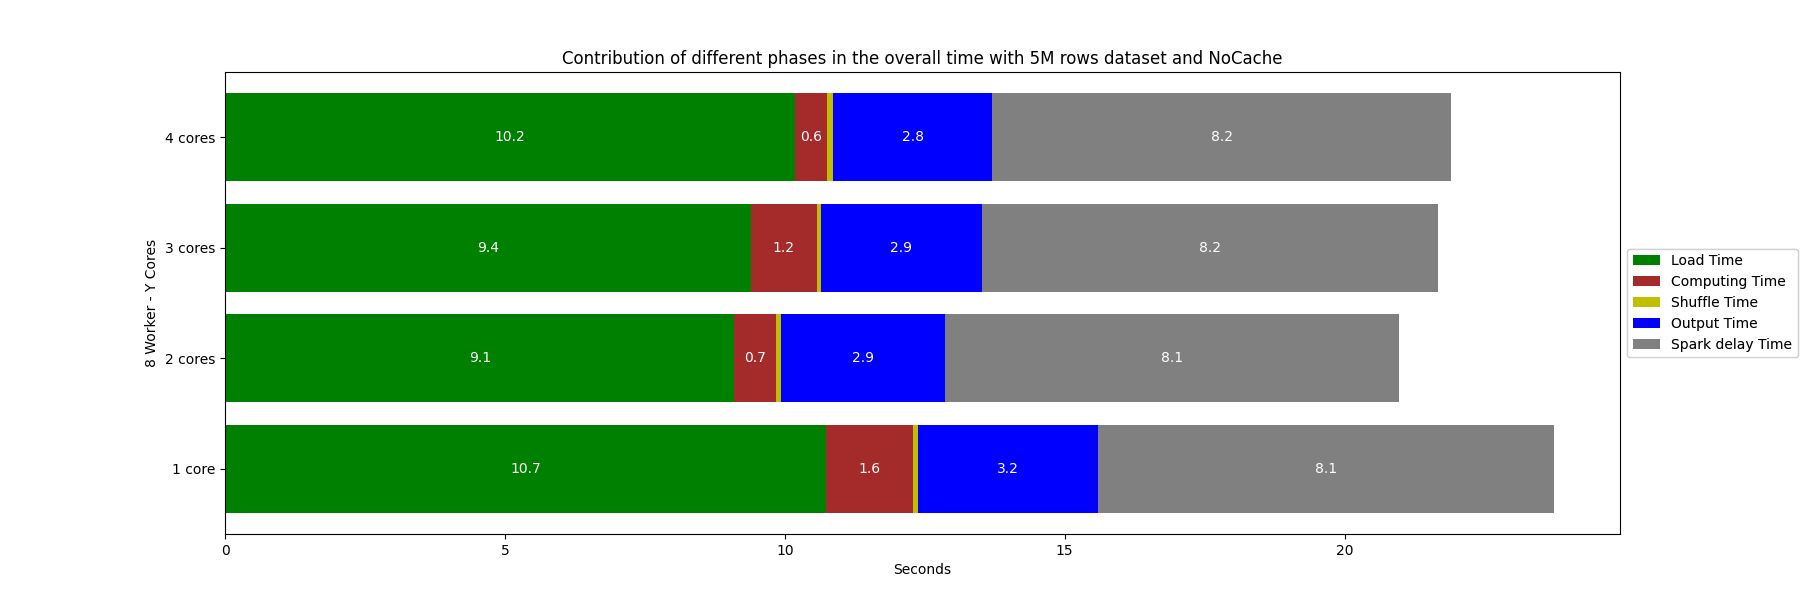 Contribution of different phases in the overall time with 5M rows dataset and NoCache
8 Worker - Y Cores
4 cores
10.2
0.6
2.8
8.2
3 cores
9.4
1.2
2.9
8.2
2 cores
9.1
0.7
2.9
8.1
1 core
10.7
1.6
3.2
8.1
0
5
10
15
20
Seconds
Load Time
Computing Time
Shuffle Time
Output Time
Spark delay Time